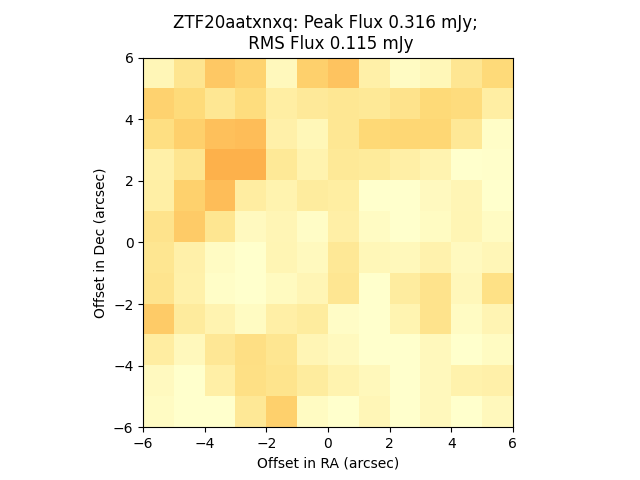 ZTF20aatxnxq: Peak Flux 0.316 mJy;
RMS Flux 0.115 mJy
6
4
2
0
−2
−4
−6
Offset in Dec (arcsec)
−6 −4 −2 0 2 4 6
Offset in RA (arcsec)